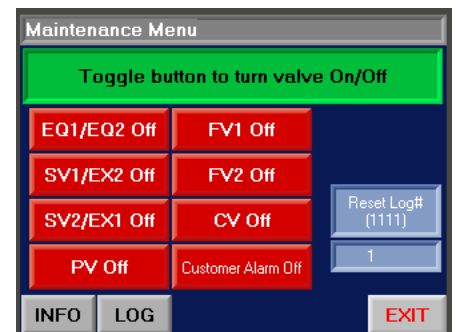 Maintenance Menu
Toggle button to turn valve On/Off
EQ1/EQ2 Off
FV1 Off
SV1/EX2 Off
FV2 Off
SV2/EX1 Off
CV Off
Reset Log#
(1111)
PV Off
Customer Alarm Off
1
INFO
LOG
EXIT